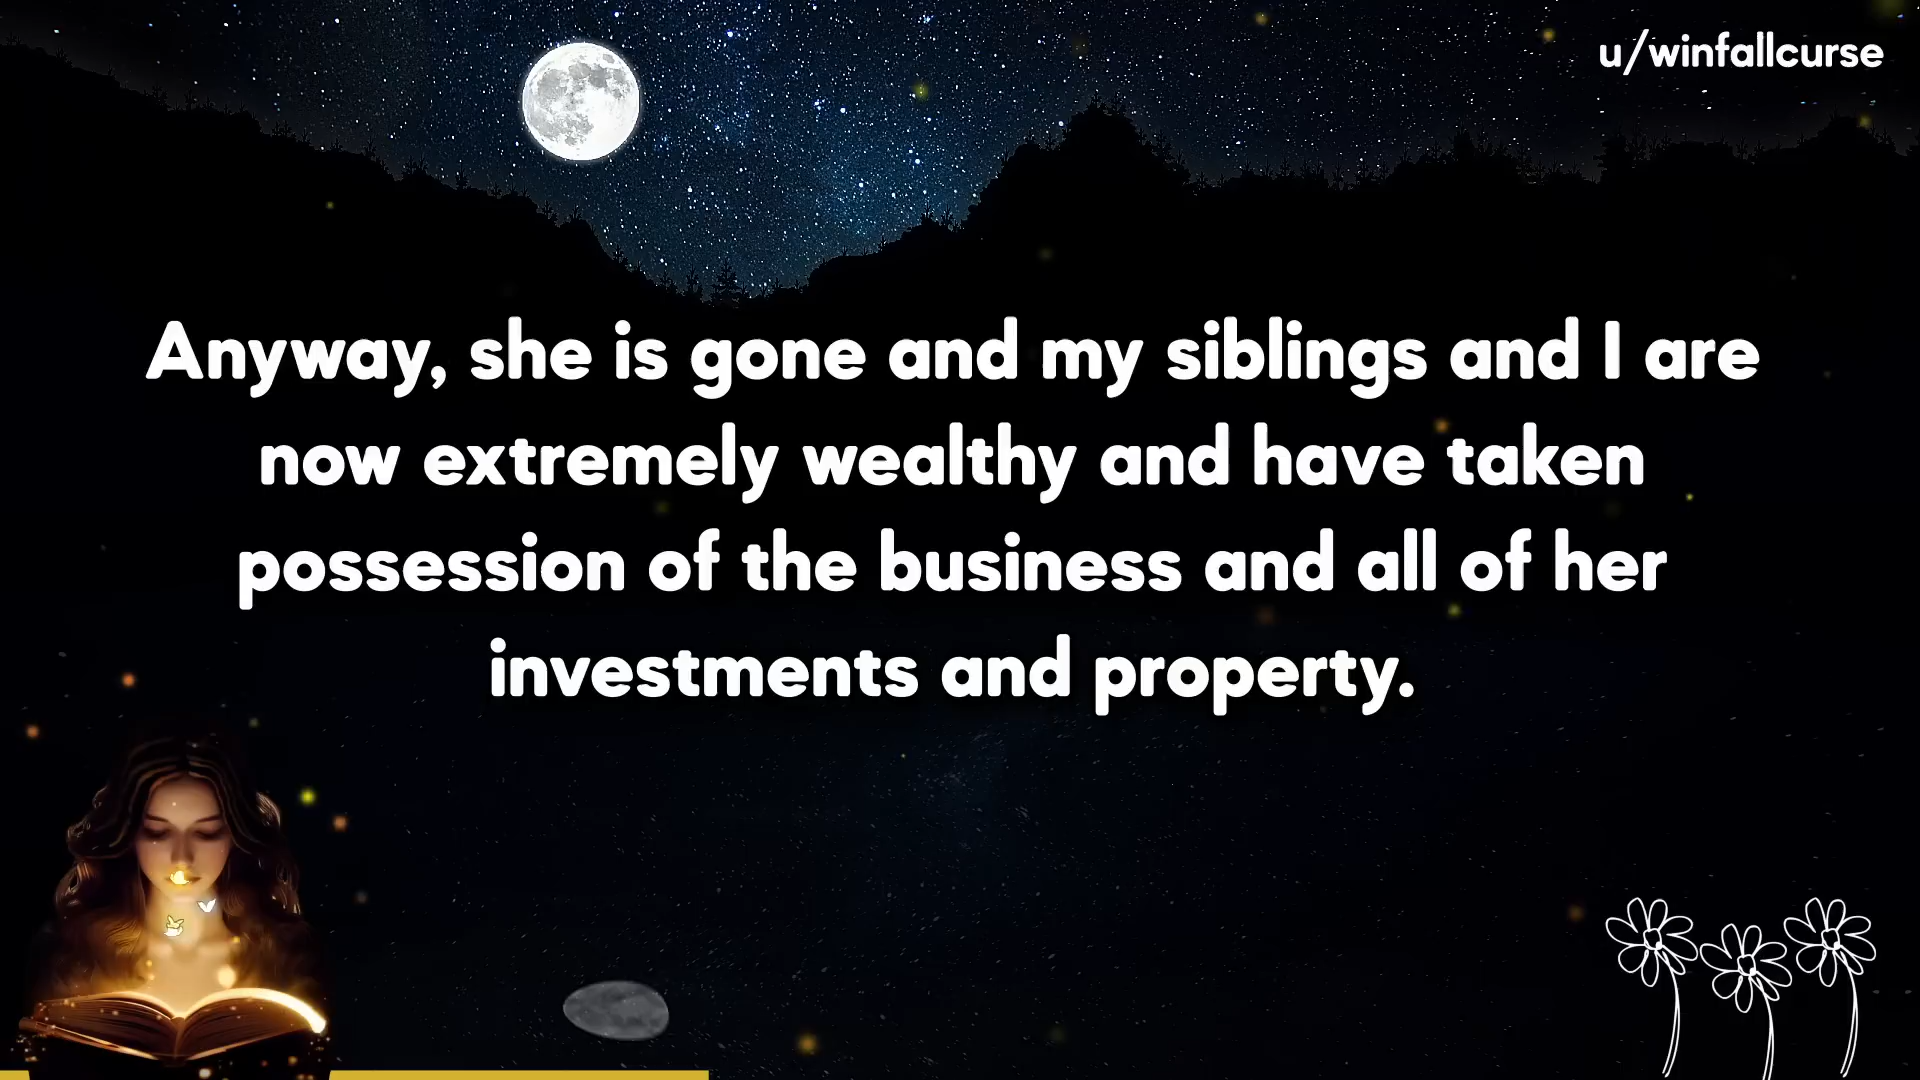 u/winfallcurse
Anyway, she is gone and my siblings and I are
now extremely wealthy and have taken
possession of the business and all of her
investments and property.